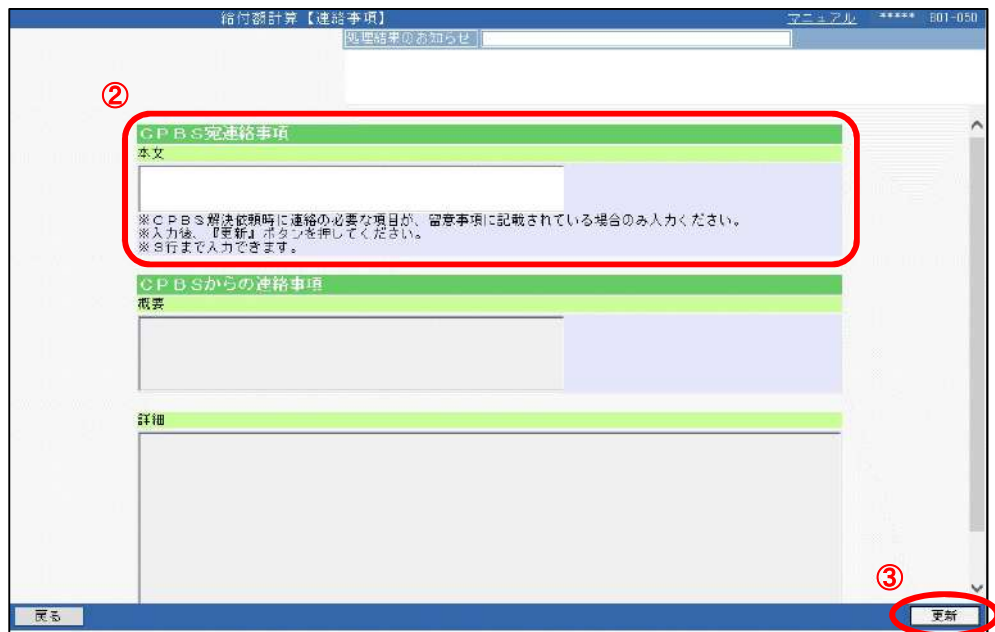 給付額計算【連絡事項】 マニュアル ***** B01-050
処理結果のお知らせ
②
CPBS宛連絡事項
本文
※CPBS解決依頼時に連絡の必要な項目が、留意事項に記載されている場合のみ入力ください。
※入力後、『更新』ボタンを押してください。
※3行まで入力できます。
CPBSからの連絡事項
概要
詳細
③
戻る 更新